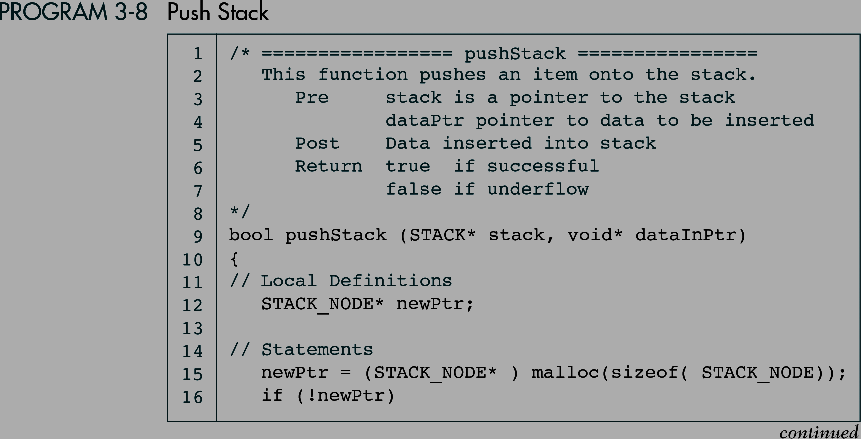 PROGRAM 3-8 Push Stack
1 /* ================= pushStack ================
2 This function pushes an item onto the stack.
3 Pre stack is a pointer to the stack
4 dataPtr pointer to data to be inserted
5 Post Data inserted into stack
6 Return true if successful
7 false if underflow
8 */
9 bool pushStack (STACK* stack, void* dataInPtr)
10 {
11 // Local Definitions
12 STACK_NODE* newPtr;
13
14 // Statements
15 newPtr = (STACK_NODE* ) malloc(sizeof( STACK_NODE));
16 if (!newPtr)
continued